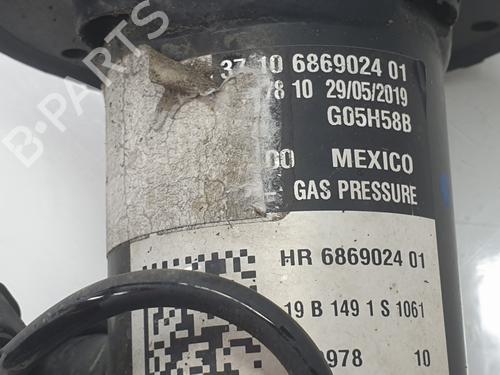 37 10 6869024 01
78 10 29/05/2019
G05H58B
00 MEXICO
GAS PRESSURE
HR 6869024 01
19 B 149 1 S 1061
978 10
B-Parts